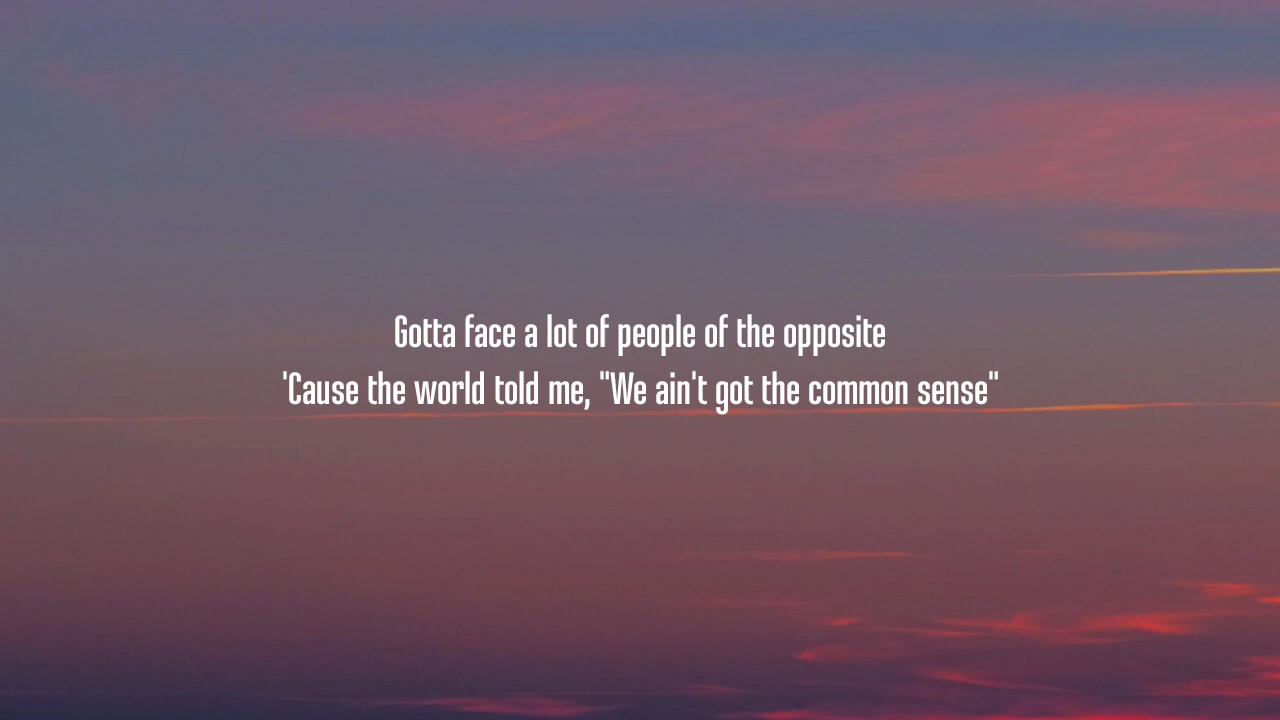 Gotta face a lot of people of the opposite
'Cause the world told me, "We ain't got the common sense"